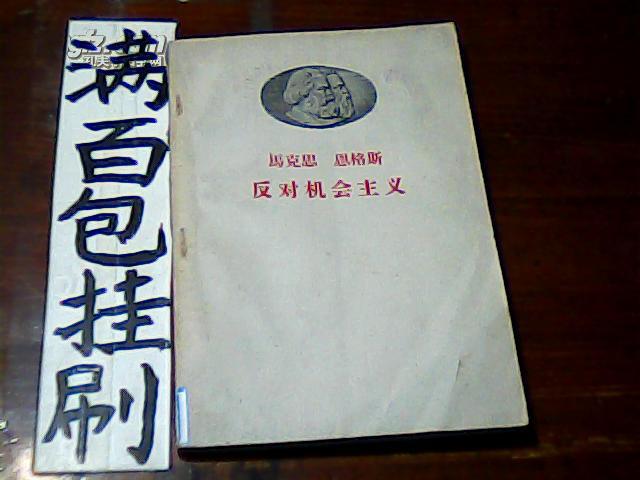 满百包挂刷
馬克思 恩格斯
反对机会主义